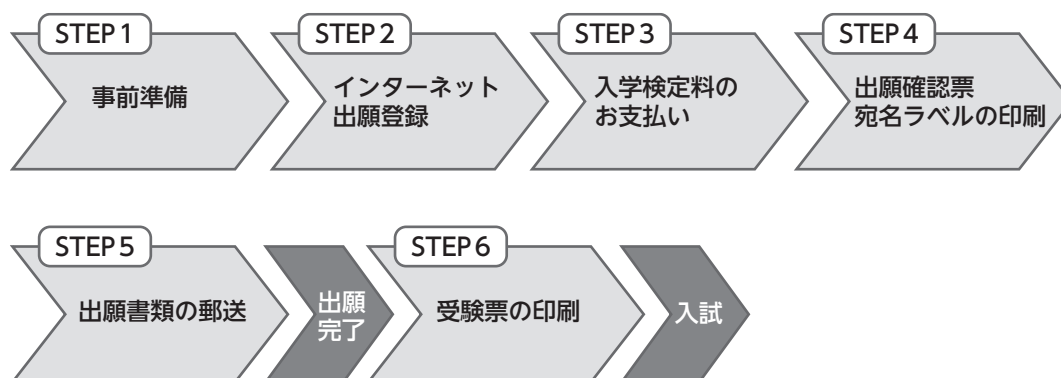 STEP 1
事前準備
STEP 2
インターネット
出願登録
STEP 3
入学検定料の
お支払い
STEP 4
出願確認票
宛名ラベルの印刷
STEP 5
出願書類の郵送
出願
完了
STEP 6
受験票の印刷
入試